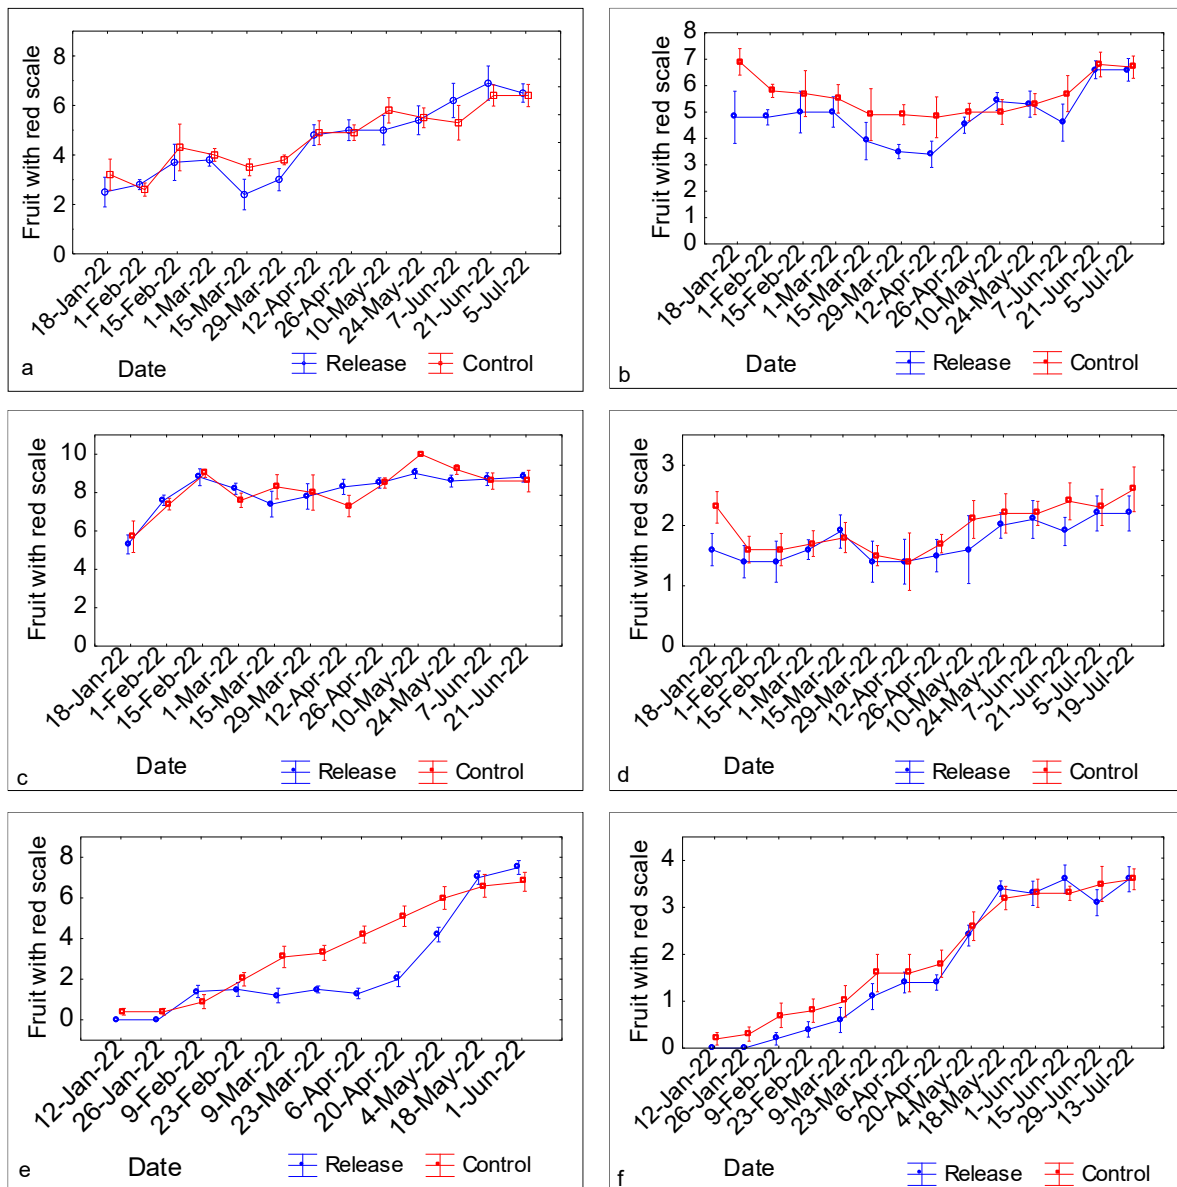 Fruit with red scale
8
6
4
2
0
18-Jan-22
1-Feb-22
15-Feb-22
1-Mar-22
15-Mar-22
29-Mar-22
12-Apr-22
26-Apr-22
10-May-22
24-May-22
7-Jun-22
21-Jun-22
5-Jul-22
a Date Release Control
Fruit with red scale
8
7
6
5
4
3
2
1
0
18-Jan-22
1-Feb-22
15-Feb-22
1-Mar-22
15-Mar-22
29-Mar-22
12-Apr-22
26-Apr-22
10-May-22
24-May-22
7-Jun-22
21-Jun-22
5-Jul-22
b Date Release Control
Fruit with red scale
10
8
6
4
2
0
18-Jan-22
1-Feb-22
15-Feb-22
1-Mar-22
15-Mar-22
29-Mar-22
12-Apr-22
26-Apr-22
10-May-22
24-May-22
7-Jun-22
21-Jun-22
c Date Release Control
Fruit with red scale
3
2
1
0
18-Jan-22
1-Feb-22
15-Feb-22
1-Mar-22
15-Mar-22
29-Mar-22
12-Apr-22
26-Apr-22
10-May-22
24-May-22
7-Jun-22
21-Jun-22
5-Jul-22
19-Jul-22
d Date Release Control
Fruit with red scale
8
6
4
2
0
12-Jan-22
26-Jan-22
9-Feb-22
23-Feb-22
9-Mar-22
23-Mar-22
6-Apr-22
20-Apr-22
4-May-22
18-May-22
1-Jun-22
e Date Release Control
Fruit with red scale
4
3
2
1
0
12-Jan-22
26-Jan-22
9-Feb-22
23-Feb-22
9-Mar-22
23-Mar-22
6-Apr-22
20-Apr-22
4-May-22
18-May-22
1-Jun-22
15-Jun-22
29-Jun-22
13-Jul-22
f Date Release Control